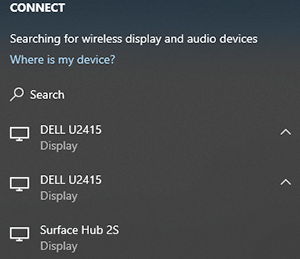 CONNECT
Searching for wireless display and audio devices
Where is my device?
Search
DELL U2415
Display
DELL U2415
Display
Surface Hub 2S
Display